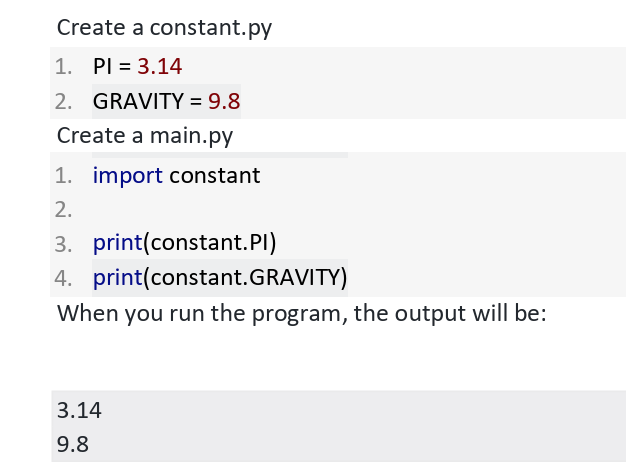 Create a constant.py
1. PI = 3.14
2. GRAVITY = 9.8
Create a main.py
1. import constant
2.
3. print(constant.PI)
4. print(constant.GRAVITY)
When you run the program, the output will be:
3.14
9.8